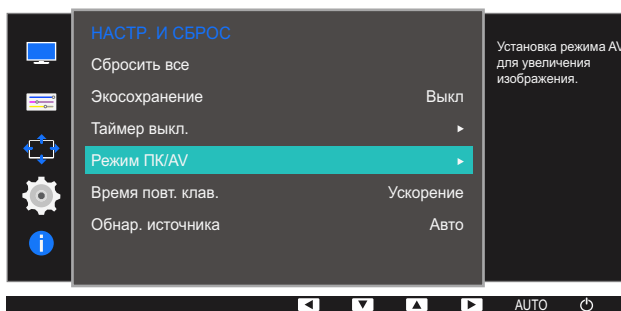 НАСТР. И СБРОС
Сбросить все
Экосохранение Выкл
Таймер выкл.
Режим ПК/AV
Время повт. клав. Ускорение
Обнар. источника Авто
Установка режима AV
для увеличения
изображения.
AUTO